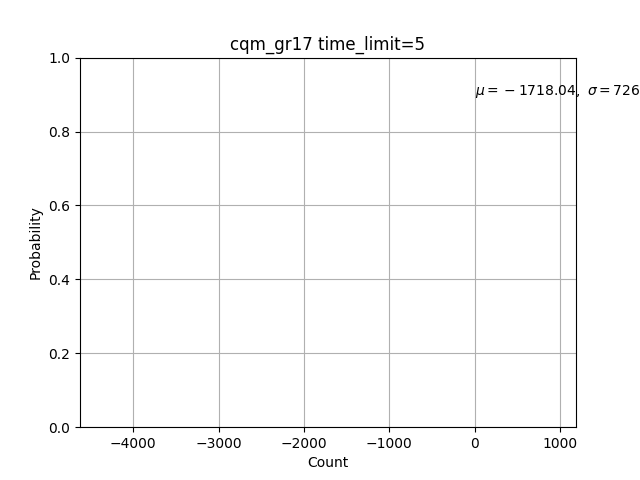 cqm_gr17 time_limit=5
1.0
μ = −1718.04, σ = 726
0.8
0.6
0.4
0.2
0.0
Probability
−4000 −3000 −2000 −1000 0 1000
Count